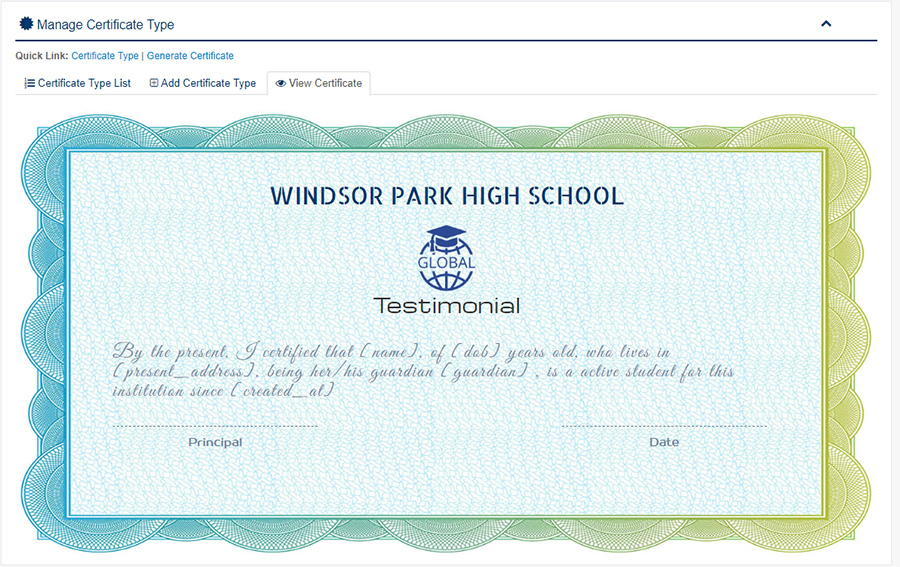 Manage Certificate Type
Quick Link: Certificate Type | Generate Certificate
Certificate Type List Add Certificate Type View Certificate
WINDSOR PARK HIGH SCHOOL
GLOBAL
Testimonial
By the present, I certified that [name], of [dob] years old, who lives in
[present_address], being her/his guardian [guardian] , is a active student for this
institution since [created_at]
Principal Date